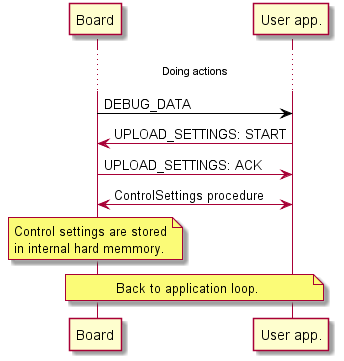 Board User app.
Doing actions
DEBUG_DATA
UPLOAD_SETTINGS: START
UPLOAD_SETTINGS: ACK
ControlSettings procedure
Control settings are stored
in internal hard memmory.
Back to application loop.
Board User app.